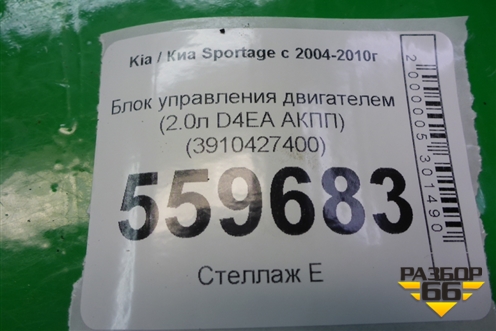 Kia / Киа Sportage с 2004-2010г
Блок управления двигателем
(2.0л D4EA АКПП)
(3910427400)
559683
Стеллаж Е
2000005301490
РАЗБОР
66